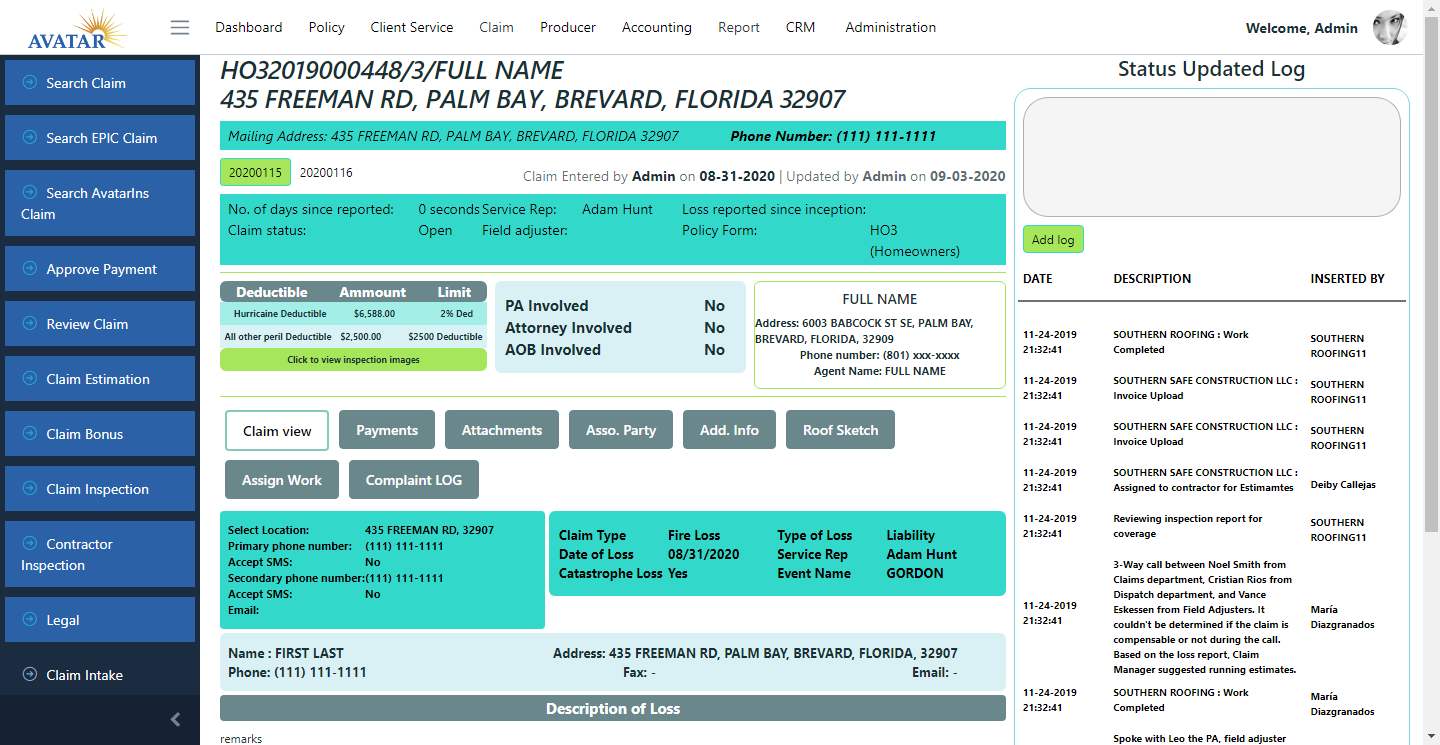 AVATAR
Dashboard Policy Client Service Claim Producer Accounting Report CRM Administration
Welcome, Admin
Search Claim
Search EPIC Claim
Search AvatarIns
Claim
Approve Payment
Review Claim
Claim Estimation
Claim Bonus
Claim Inspection
Contractor
Inspection
Legal
Claim Intake
HO32019000448/3/FULL NAME
435 FREEMAN RD, PALM BAY, BREVARD, FLORIDA 32907
Mailing Address: 435 FREEMAN RD, PALM BAY, BREVARD, FLORIDA 32907 Phone Number: (111) 111-1111
20200115 20200116
Claim Entered by Admin on 08-31-2020 | Updated by Admin on 09-03-2020
No. of days since reported: 0 seconds Service Rep: Adam Hunt Loss reported since inception:
Claim status: Open Field adjuster: Policy Form: HO3
(Homeowners)
Deductible Ammount Limit
Hurricaine Deductible $6,588.00 2% Ded
All other peril Deductible $2,500.00 $2500 Deductible
Click to view inspection images
PA Involved No
Attorney Involved No
AOB Involved No
FULL NAME
Address: 6003 BABCOCK ST SE, PALM BAY,
BREVARD, FLORIDA, 32909
Phone number: (801) xxx-xxxx
Agent Name: FULL NAME
Claim view Payments Attachments Asso. Party Add. Info Roof Sketch
Assign Work Complaint LOG
Select Location: 435 FREEMAN RD, 32907
Primary phone number: (111) 111-1111
Accept SMS: No
Secondary phone number:(111) 111-1111
Accept SMS: No
Email:
Claim Type Fire Loss Type of Loss Liability
Date of Loss 08/31/2020 Service Rep Adam Hunt
Catastrophe Loss Yes Event Name GORDON
Name : FIRST LAST Address: 435 FREEMAN RD, PALM BAY, BREVARD, FLORIDA, 32907
Phone: (111) 111-1111 Fax: - Email: -
Description of Loss
remarks
Status Updated Log
Add log
DATE DESCRIPTION INSERTED BY
11-24-2019 SOUTHERN ROOFING : Work SOUTHERN
21:32:41 Completed ROOFING11
11-24-2019 SOUTHERN SAFE CONSTRUCTION LLC : SOUTHERN
21:32:41 Invoice Upload ROOFING11
11-24-2019 SOUTHERN SAFE CONSTRUCTION LLC : SOUTHERN
21:32:41 Invoice Upload ROOFING11
11-24-2019 SOUTHERN SAFE CONSTRUCTION LLC : Deiby Callejas
21:32:41 Assigned to contractor for Estimamtes
11-24-2019 Reviewing inspection report for SOUTHERN
21:32:41 coverage ROOFING11
3-Way call between Noel Smith from
Claims department, Cristian Rios from
Dispatch department, and Vance
11-24-2019 Eskessen from Field Adjusters. It María
21:32:41 couldn't be determined if the claim is Diazgranados
compensable or not during the call.
Based on the loss report, Claim
Manager suggested running estimates.
11-24-2019 SOUTHERN ROOFING : Work María
21:32:41 Completed Diazgranados
Spoke with Leo the PA, field adjuster